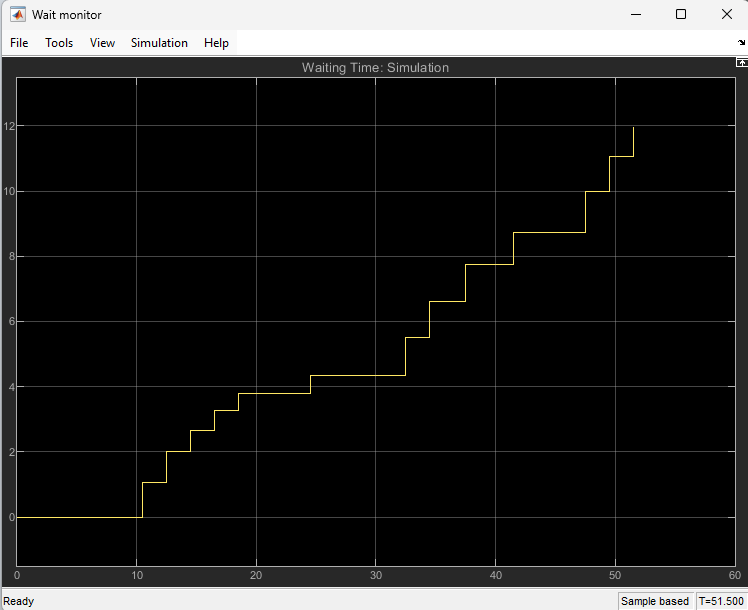 Wait monitor
File Tools View Simulation Help
Waiting Time: Simulation
12
10
8
6
4
2
0
0 10 20 30 40 50 60
Ready Sample based T=51.500